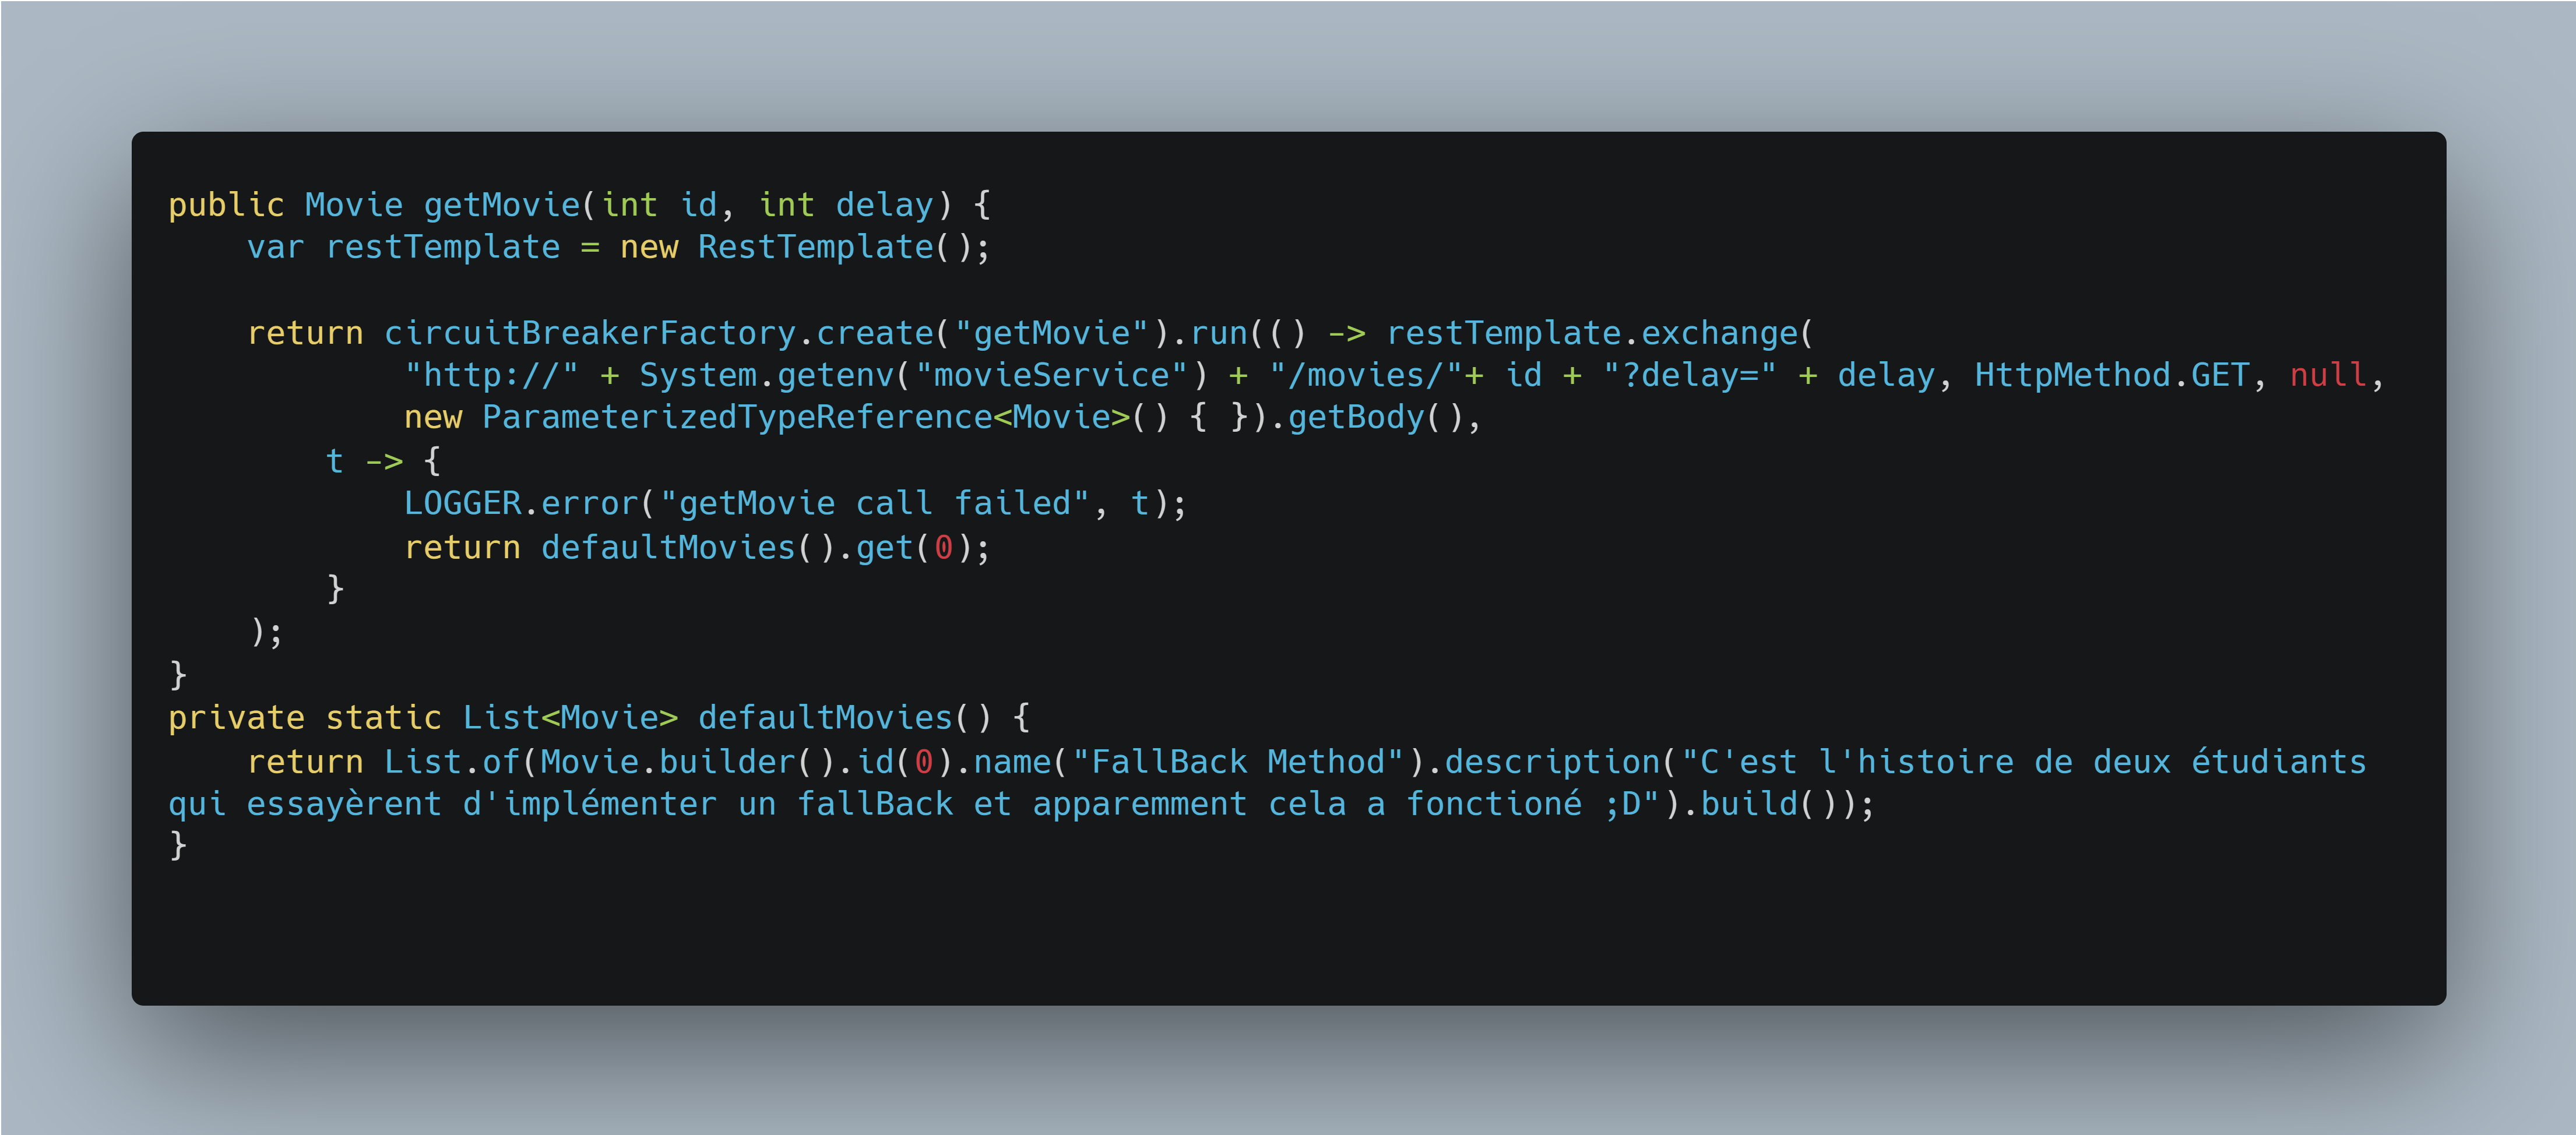 public Movie getMovie(int id, int delay) {
    var restTemplate = new RestTemplate();

    return circuitBreakerFactory.create("getMovie").run(() -> restTemplate.exchange(
            "http://" + System.getenv("movieService") + "/movies/"+ id + "?delay=" + delay, HttpMethod.GET, null,
            new ParameterizedTypeReference<Movie>() { }).getBody(),
        t -> {
            LOGGER.error("getMovie call failed", t);
            return defaultMovies().get(0);
        }
    );
}
private static List<Movie> defaultMovies() {
    return List.of(Movie.builder().id(0).name("FallBack Method").description("C'est l'histoire de deux étudiants
qui essayèrent d'implémenter un fallBack et apparemment cela a fonctioné ;D").build());
}